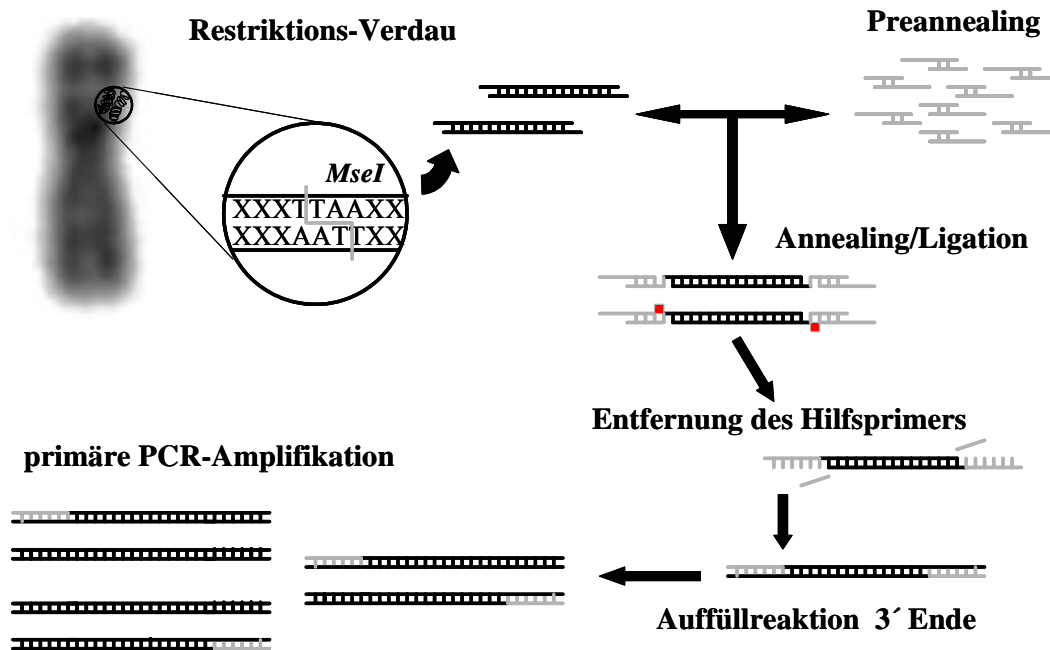 Restriktions-Verdau
Preannealing
MseI
XXXTTAAXX
XXXAATTXX
Annealing/Ligation
Entfernung des Hilfsprimers
primäre PCR-Amplifikation
Auffüllreaktion 3´ Ende